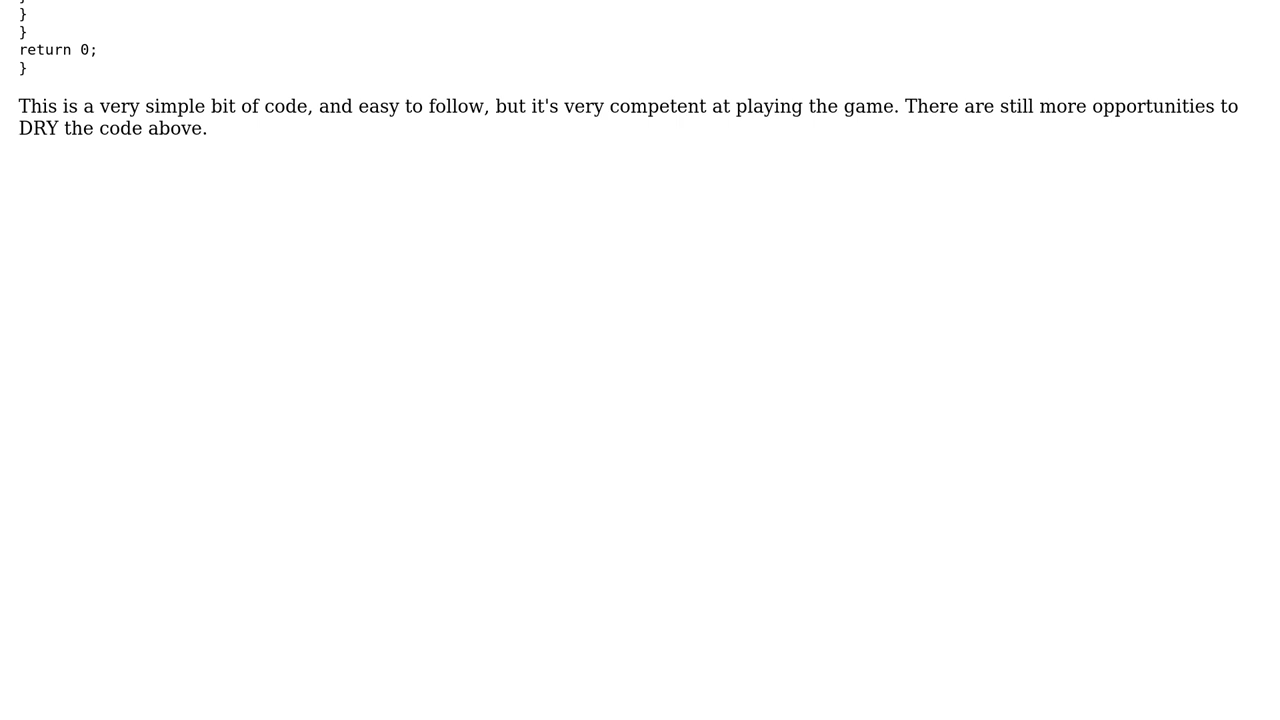 }
}
return 0;
}
This is a very simple bit of code, and easy to follow, but it's very competent at playing the game. There are still more opportunities to
DRY the code above.